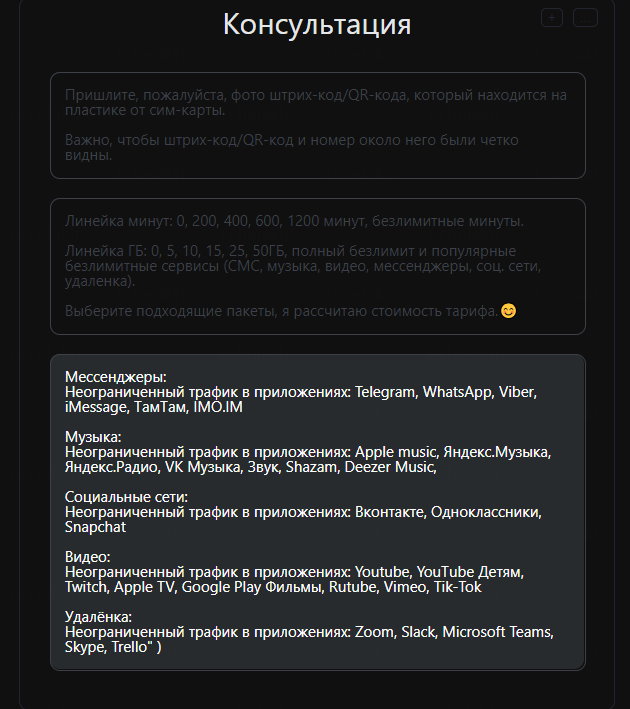 Консультация
+
Пришлите, пожалуйста, фото штрих-код/QR-кода, который находится на
пластике от сим-карты.
Важно, чтобы штрих-код/QR-код и номер около него были четко
видны.
Линейка минут: 0, 200, 400, 600, 1200 минут, безлимитные минуты.
Линейка ГБ: 0, 5, 10, 15, 25, 50ГБ, полный безлимит и популярные
безлимитные сервисы (СМС, музыка, видео, мессенджеры, соц. сети,
удаленка).
Выберите подходящие пакеты, я рассчитаю стоимость тарифа.😊
Мессенджеры:
Неограниченный трафик в приложениях: Telegram, WhatsApp, Viber,
iMessage, ТамТам, IMO.IM
Музыка:
Неограниченный трафик в приложениях: Apple music, Яндекс.Музыка,
Яндекс.Радио, VK Музыка, Звук, Shazam, Deezer Music,
Социальные сети:
Неограниченный трафик в приложениях: Вконтакте, Одноклассники,
Snapchat
Видео:
Неограниченный трафик в приложениях: Youtube, YouTube Детям,
Twitch, Apple TV, Google Play Фильмы, Rutube, Vimeo, Tik-Tok
Удалёнка:
Неограниченный трафик в приложениях: Zoom, Slack, Microsoft Teams,
Skype, Trello" )